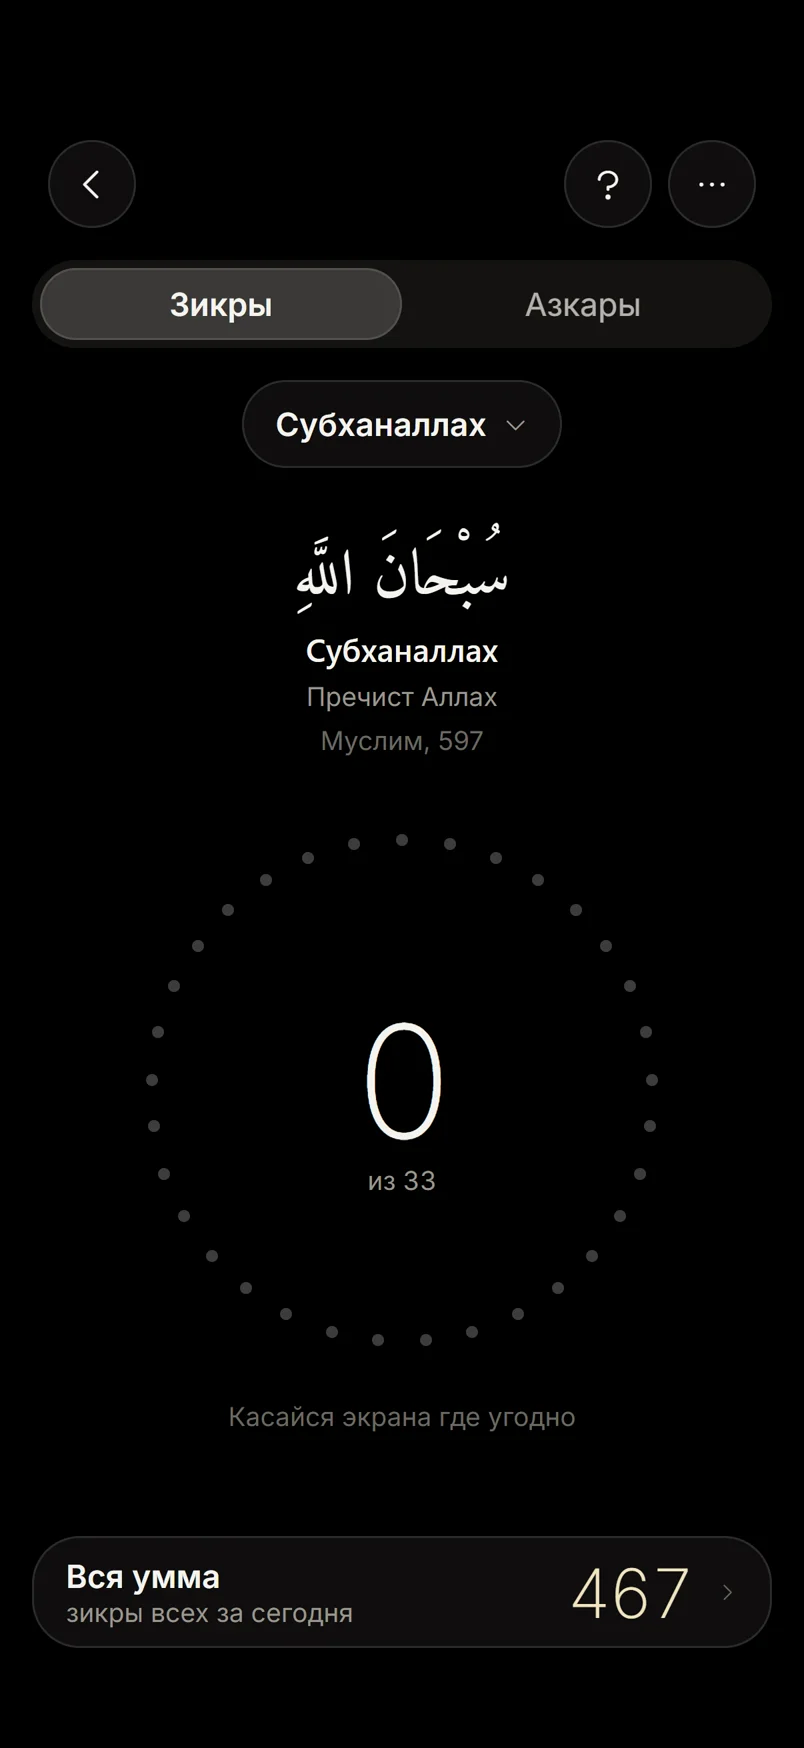 ?
...
Зикры
Азкары
Субханаллах
سُبْحَانَ اللَّهِ
Субханаллах
Пречист Аллах
Муслим, 597
0
из 33
Касайся экрана где угодно
Вся умма
зикры всех за сегодня
467